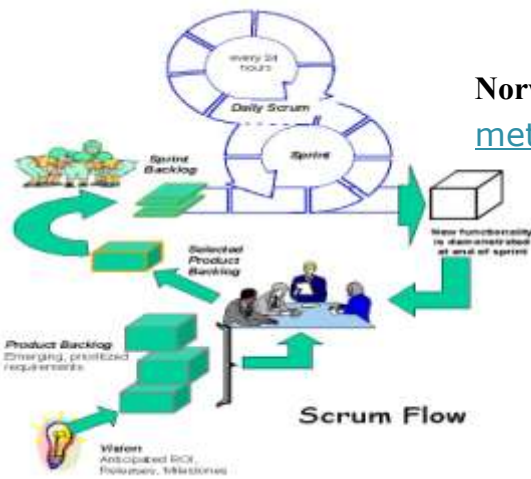 every 24
hours
Daily Scrum
Sprint
Sprint
Backlog
Norv
met
New functionality
is demonstrated
at end of sprint
Selected
Product
Backlog
Product Backlog
Emerging, prioritized
requirements
Scrum Flow
Vision
Anticipated ROI,
Releases, Milestones